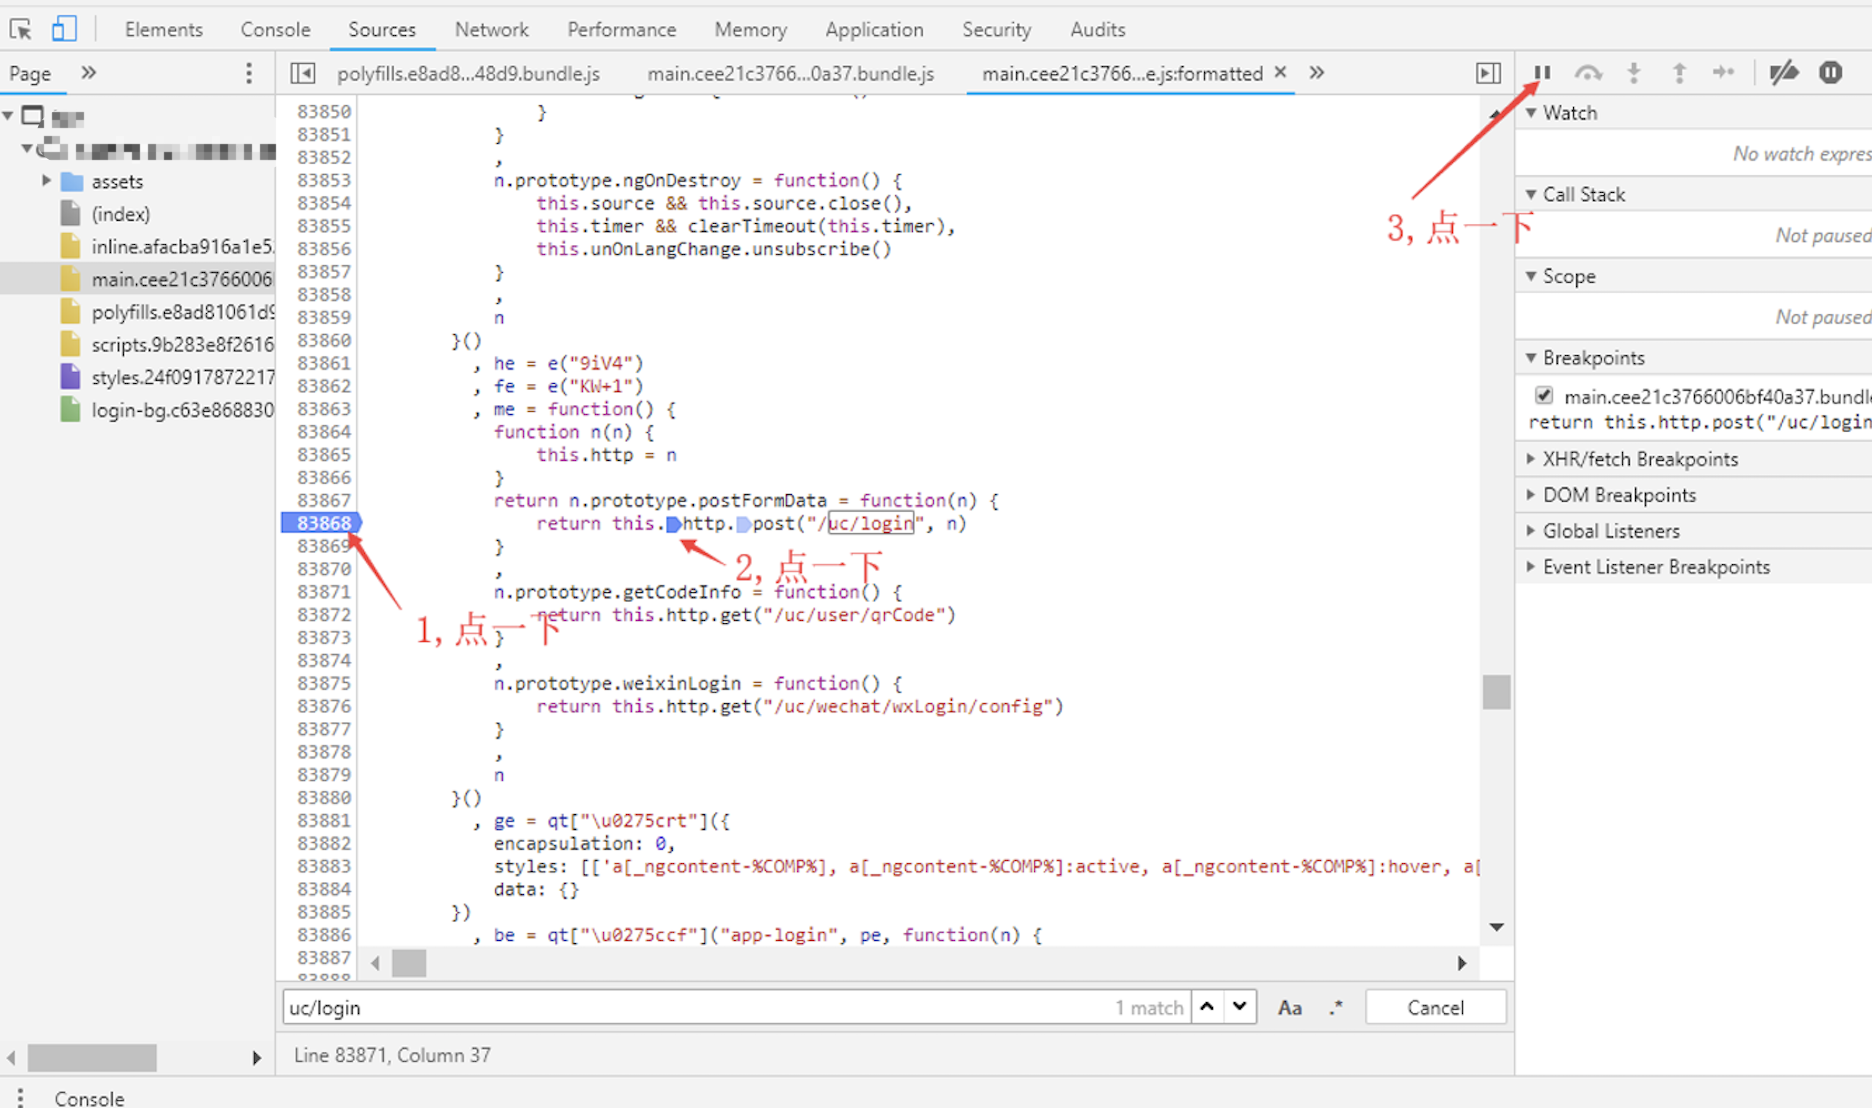 Elements Console Sources Network Performance Memory Application Security Audits
Page » polyfills.e8ad8...48d9.bundle.js main.cee21c3766...0a37.bundle.js main.cee21c3766...e.js:formatted × »
assets
(index)
inline.afacba916a1e5.
main.cee21c3766006
polyfills.e8ad81061d9
scripts.9b283e8f2616
styles.24f0917872217
login-bg.c63e868830
83850 }
83851 }
83852 ,
83853 n.prototype.ngOnDestroy = function() {
83854 this.source && this.source.close(),
83855 this.timer && clearTimeout(this.timer),
83856 this.unOnLangChange.unsubscribe()
83857 }
83858 ,
83859 n
83860 }()
83861 , he = e("9iV4")
83862 , fe = e("KW+1")
83863 , me = function() {
83864 function n(n) {
83865 this.http = n
83866 }
83867 return n.prototype.postFormData = function(n) {
83868 return this.http.post("/uc/login", n)
83869 }
83870 ,
83871 n.prototype.getCodeInfo = function() {
83872 return this.http.get("/uc/user/qrCode")
83873 }
83874 ,
83875 n.prototype.weixinLogin = function() {
83876 return this.http.get("/uc/wechat/wxLogin/config")
83877 }
83878 ,
83879 n
83880 }()
83881 , ge = qt["\u0275crt"]({
83882 encapsulation: 0,
83883 styles: [['a[_ngcontent-%COMP%], a[_ngcontent-%COMP%]:active, a[_ngcontent-%COMP%]:hover, a[
83884 data: {}
83885 })
83886 , be = qt["\u0275ccf"]("app-login", pe, function(n) {
83887
1,点一下
2,点一下
3,点一下
Watch
No watch expres
Call Stack
Not paused
Scope
Not paused
Breakpoints
main.cee21c3766006bf40a37.bundle
return this.http.post("/uc/login
XHR/fetch Breakpoints
DOM Breakpoints
Global Listeners
Event Listener Breakpoints
uc/login 1 match Aa .* Cancel
Line 83871, Column 37
Console